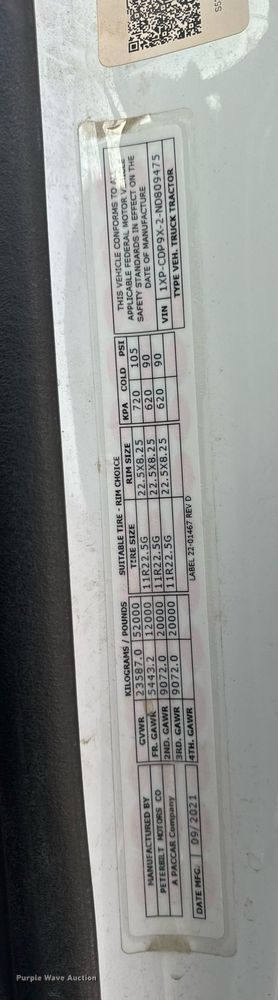 MANUFACTURED BY
PETERBILT MOTORS CO
A PACCAR Company
DATE MFG. 09/2021
KILOGRAMS / POUNDS
GVWR 23587.0 52000
FR. GAWR 5443.2 12000
2ND. GAWR 9072.0 20000
3RD. GAWR 9072.0 20000
4TH. GAWR
SUITABLE TIRE - RIM CHOICE
TIRE SIZE RIM SIZE KPA COLD PSI
11R22.5G 22.5X8.25 720 105
11R22.5G 22.5X8.25 620 90
11R22.5G 22.5X8.25 620 90
LABEL 22-01467 REV D
THIS VEHICLE CONFORMS TO
APPLICABLE FEDERAL MOTOR
SAFETY STANDARDS IN EFFECT ON THE
DATE OF MANUFACTURE
VIN 1XP-CDP9X-2-ND809475
TYPE VEH. TRUCK TRACTOR
Purple Wave Auction